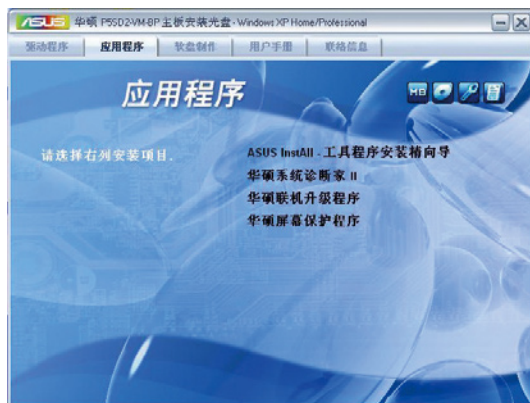 ASUS 华硕 P5SD2-VM-BP 主板安装光盘 - Windows XP Home/Professional
驱动程序 应用程序 软盘制作 用户手册 联络信息
应用程序
MB
请选择右列安装项目.
ASUS InstAll - 工具程序安装精向导
华硕系统诊断家 II
华硕联机升级程序
华硕屏幕保护程序